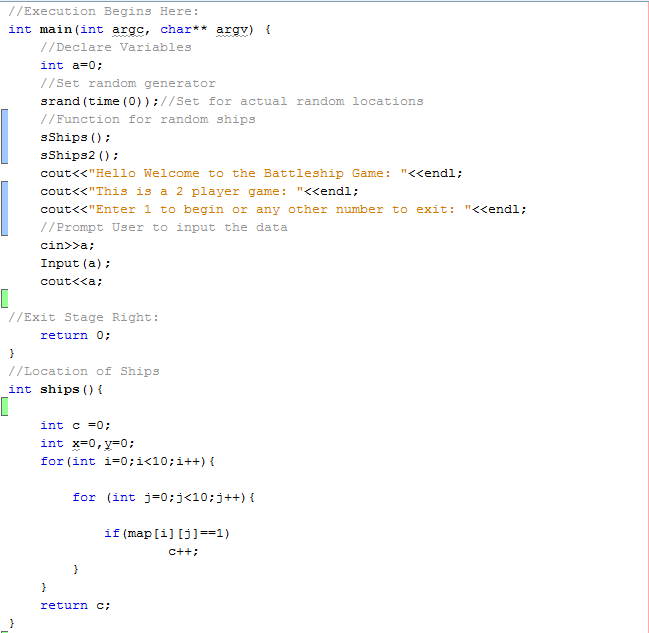 //Execution Begins Here:
int main(int argc, char** argv) {
    //Declare Variables
    int a=0;
    //Set random generator
    srand(time(0));//Set for actual random locations
    //Function for random ships
    sShips();
    sShips2();
    cout<<"Hello Welcome to the Battleship Game: "<<endl;
    cout<<"This is a 2 player game: "<<endl;
    cout<<"Enter 1 to begin or any other number to exit: "<<endl;
    //Prompt User to input the data
    cin>>a;
    Input(a);
    cout<<a;
//Exit Stage Right:
    return 0;
}
//Location of Ships
int ships(){
    int c =0;
    int x=0,y=0;
    for(int i=0;i<10;i++){
        for (int j=0;j<10;j++){
            if(map[i][j]==1)
                    c++;
        }
    }
    return c;
}